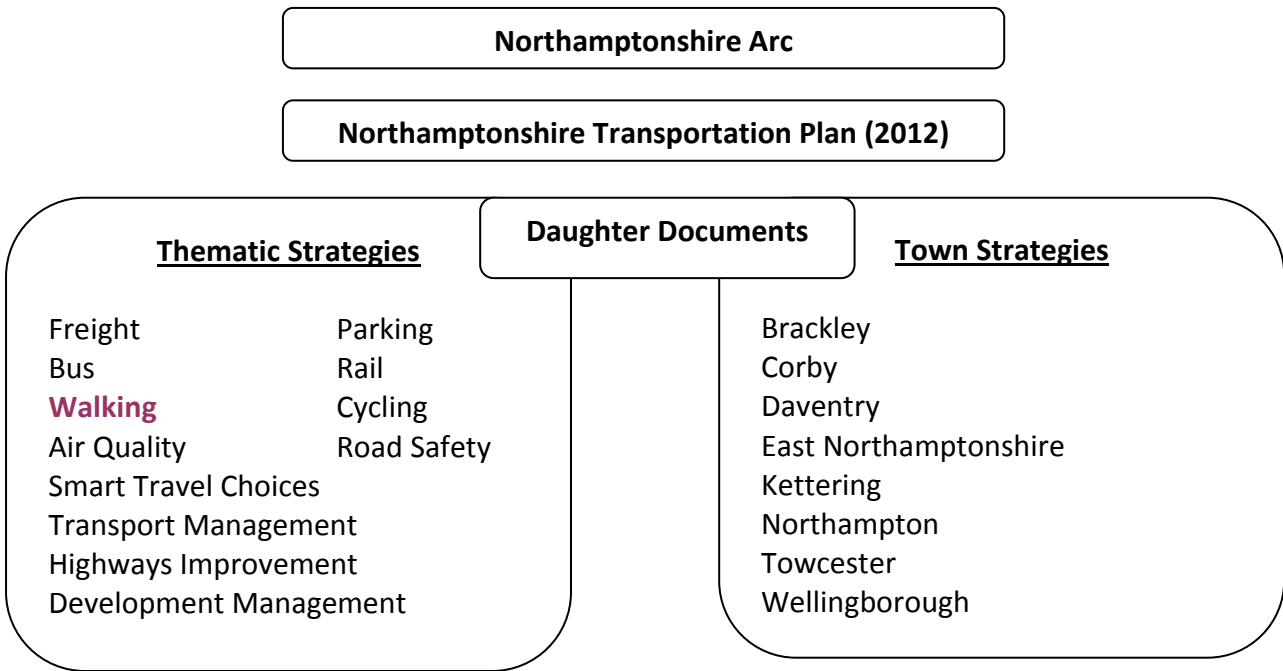 Northamptonshire Arc
Northamptonshire Transportation Plan (2012)
Daughter Documents
Thematic Strategies
Freight
Parking
Bus
Rail
Walking
Cycling
Air Quality
Road Safety
Smart Travel Choices
Transport Management
Highways Improvement
Development Management
Town Strategies
Brackley
Corby
Daventry
East Northamptonshire
Kettering
Northampton
Towcester
Wellingborough